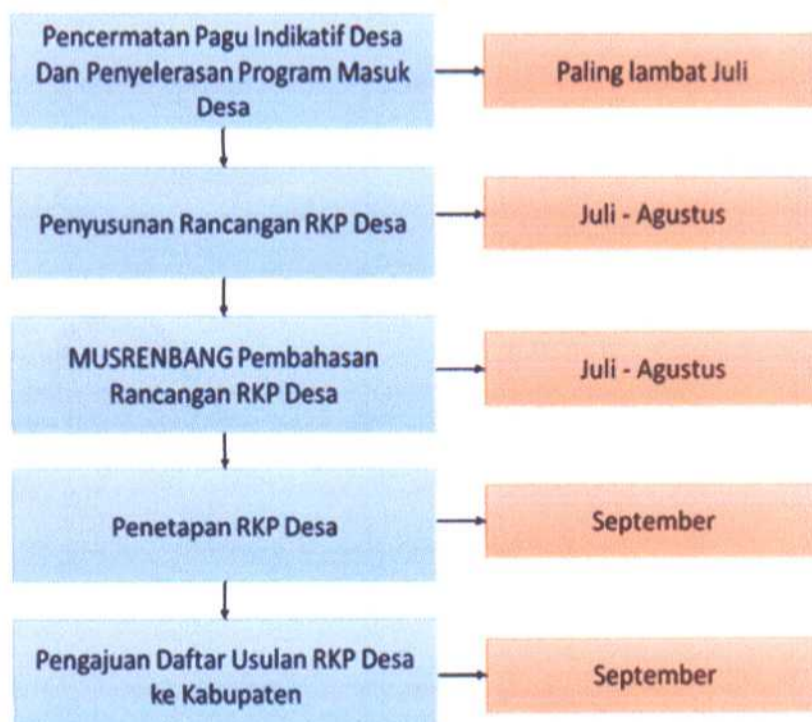 Pencermatan Pagu Indikatif Desa
Dan Penyelerasan Program Masuk
Desa
Paling lambat Juli
Penyusunan Rancangan RKP Desa
Juli - Agustus
MUSRENBANG Pembahasan
Rancangan RKP Desa
Juli - Agustus
Penetapan RKP Desa
September
Pengajuan Daftar Usulan RKP Desa
ke Kabupaten
September